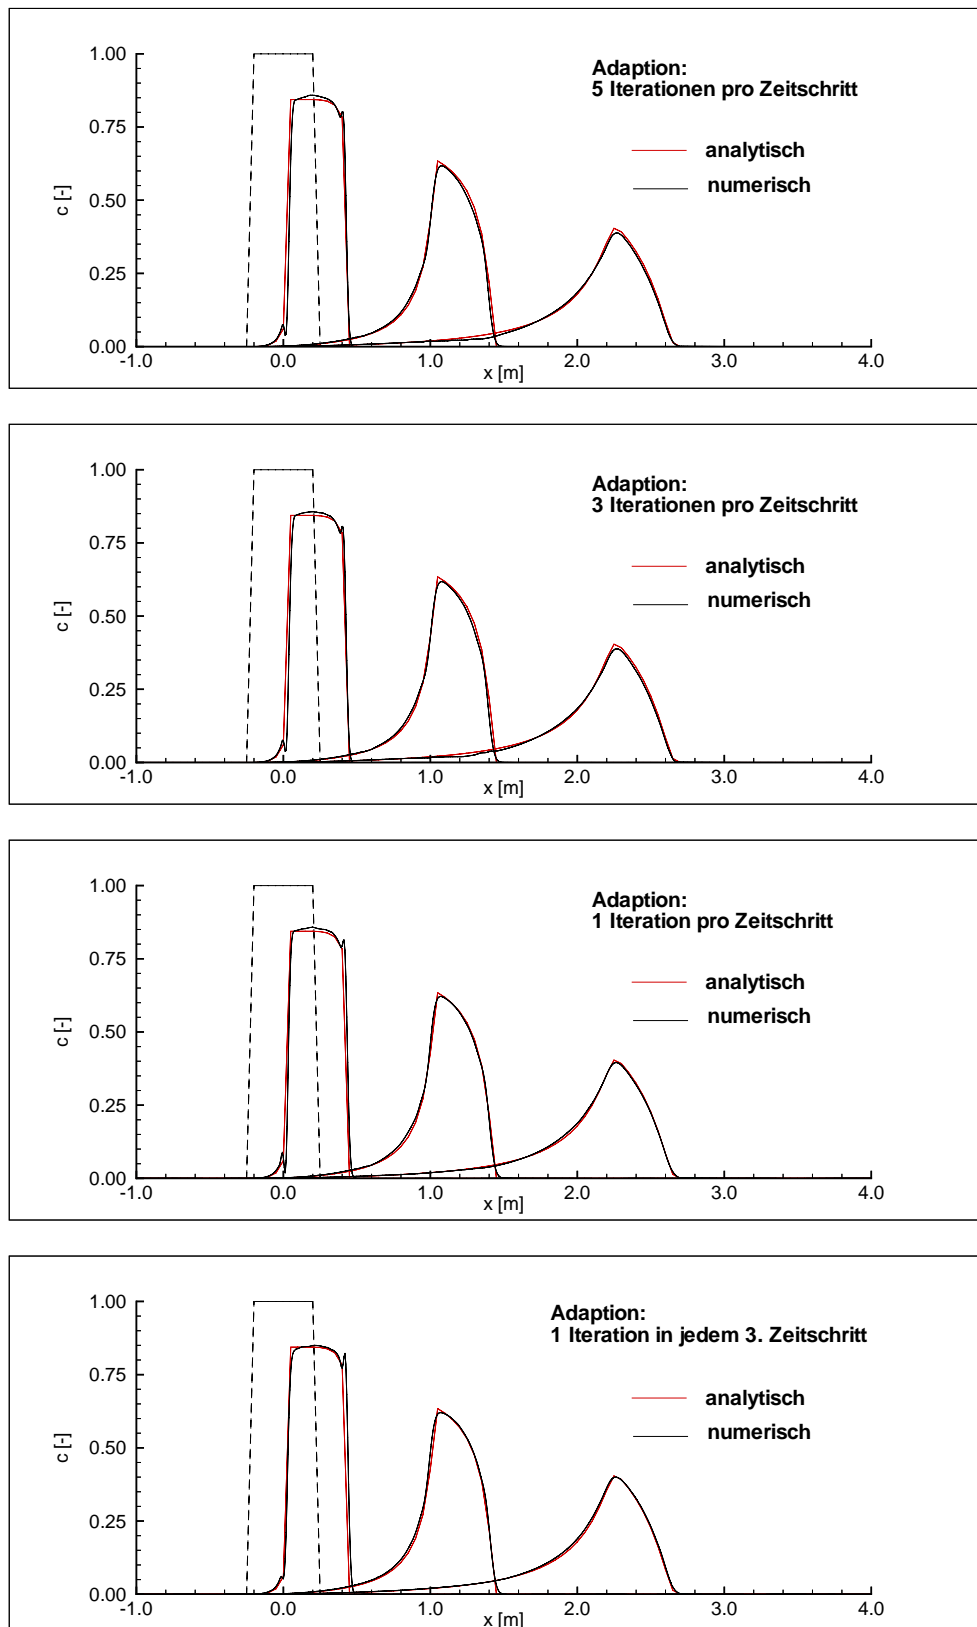 1.00
0.75
0.50
0.25
0.00
c [-]
Adaption:
5 Iterationen pro Zeitschritt
analytisch
numerisch
-1.0 0.0 1.0 2.0 3.0 4.0
x [m]
1.00
0.75
0.50
0.25
0.00
c [-]
Adaption:
3 Iterationen pro Zeitschritt
analytisch
numerisch
-1.0 0.0 1.0 2.0 3.0 4.0
x [m]
1.00
0.75
0.50
0.25
0.00
c [-]
Adaption:
1 Iteration pro Zeitschritt
analytisch
numerisch
-1.0 0.0 1.0 2.0 3.0 4.0
x [m]
1.00
0.75
0.50
0.25
0.00
c [-]
Adaption:
1 Iteration in jedem 3. Zeitschritt
analytisch
numerisch
-1.0 0.0 1.0 2.0 3.0 4.0
x [m]